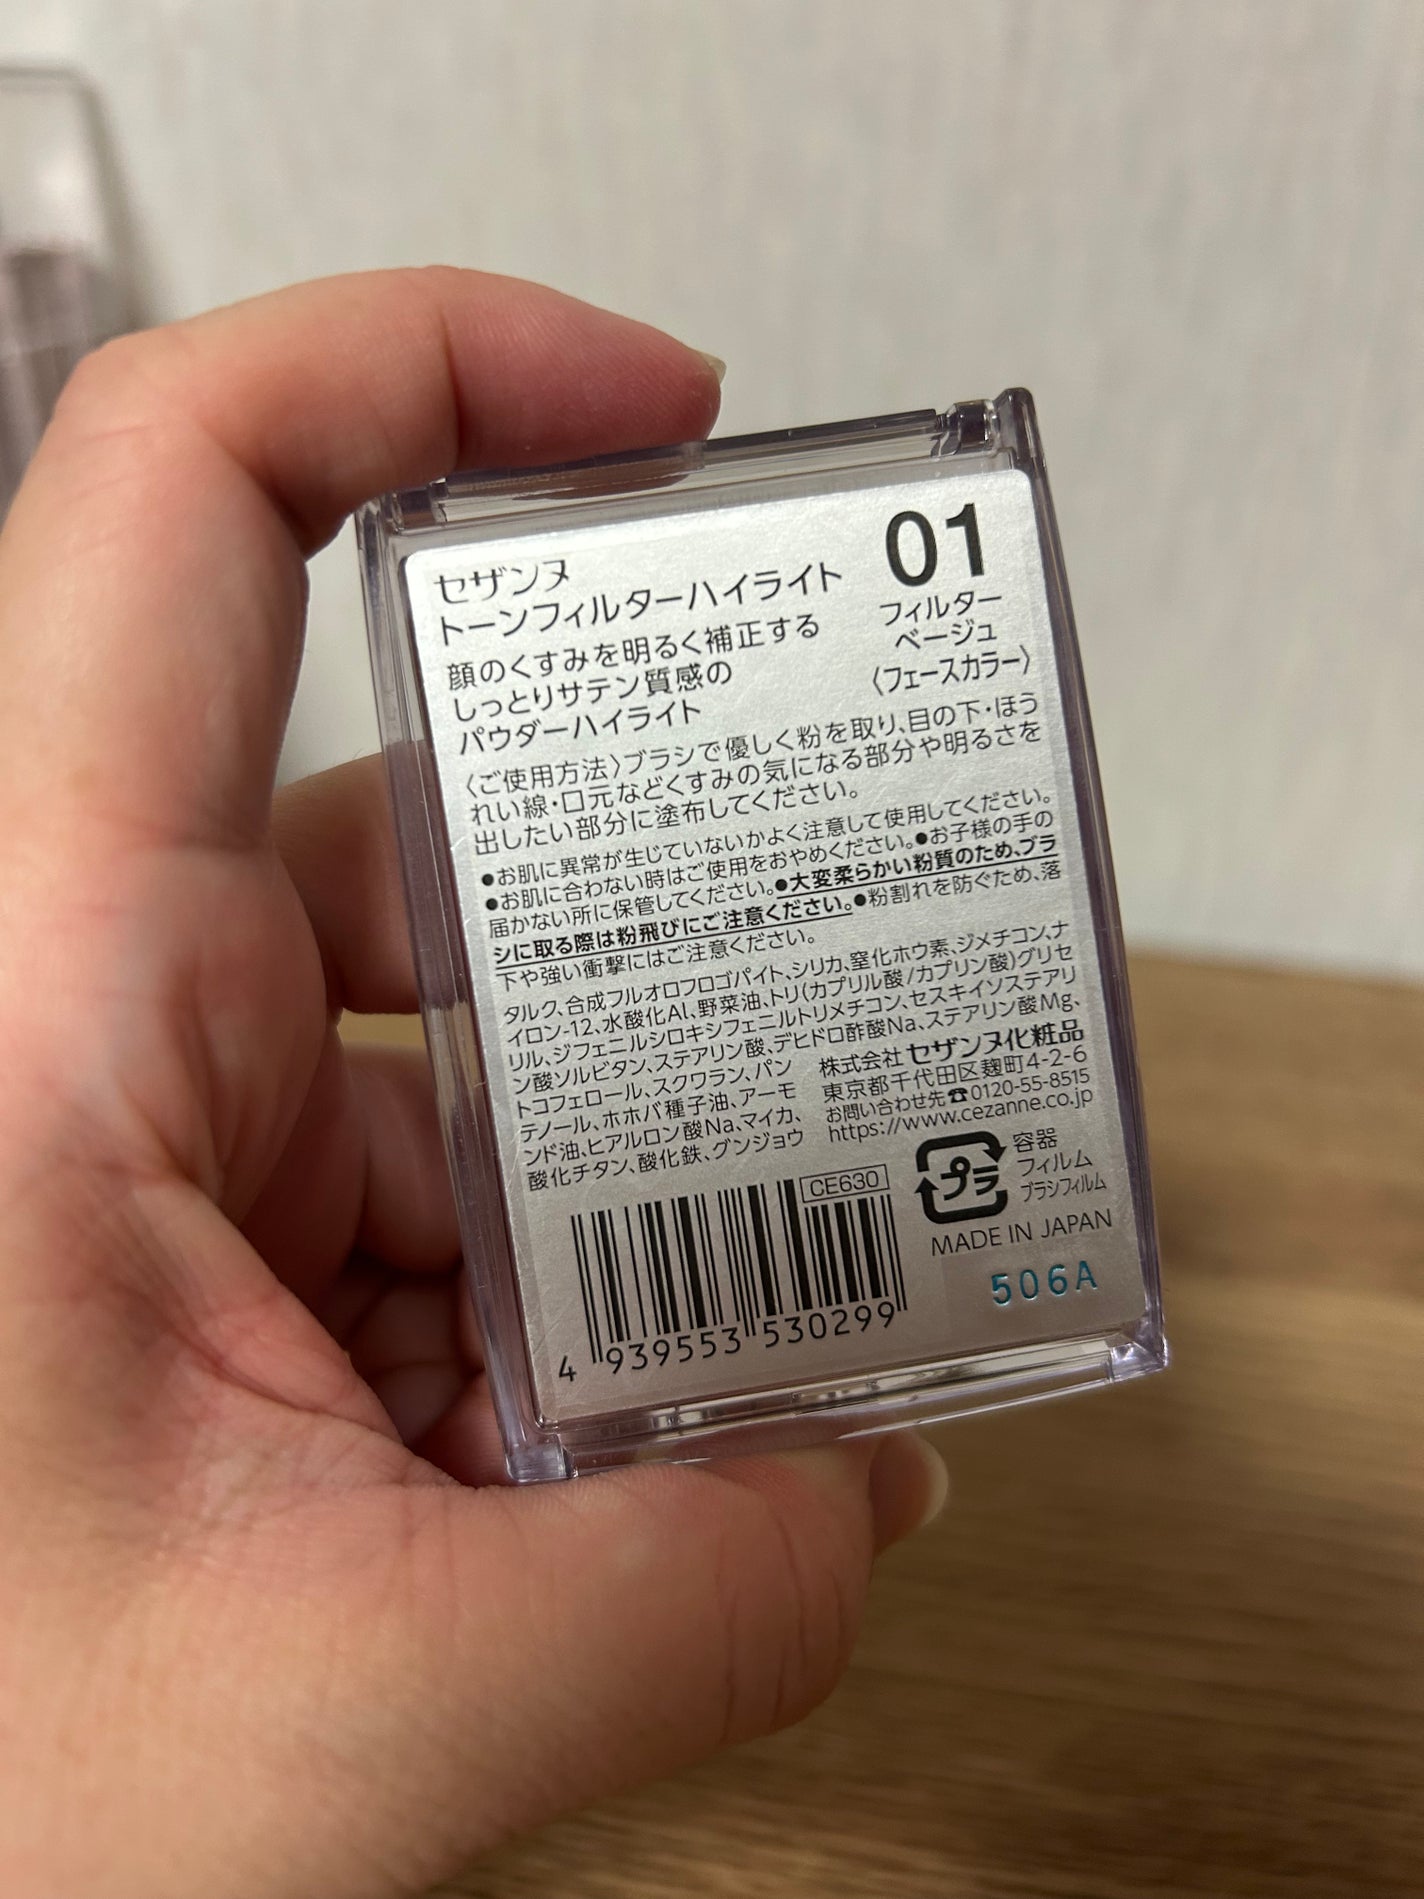 セザンヌ
トーンフィルターハイライト
01
フィルター
ベージュ
〈フェースカラー〉
顔のくすみを明るく補正する
しっとりサテン質感の
パウダーハイライト
〈ご使用方法〉ブラシで優しく粉を取り、目の下・ほう
れい線・口元などくすみの気になる部分や明るさを
出したい部分に塗布してください。
●お肌に異常が生じていないかよく注意して使用してください。
●お肌に合わない時はご使用をおやめください。●お子様の手の
届かない所に保管してください。●大変柔らかい粉質のため、ブラ
シに取る際は粉飛びにご注意ください。●粉割れを防ぐため、落
下や強い衝撃にはご注意ください。
タルク、合成フルオロフロゴパイト、シリカ、窒化ホウ素、ジメチコン、ナ
イロン-12、水酸化Al、野菜油、トリ(カプリル酸/カプリン酸)グリセ
リル、ジフェニルシロキシフェニルトリメチコン、セスキイソステアリ
ン酸ソルビタン、ステアリン酸、デヒドロ酢酸Na、ステアリン酸Mg、
トコフェロール、スクワラン、パン
テノール、ホホバ種子油、アーモ
ンド油、ヒアルロン酸Na、マイカ、
酸化チタン、酸化鉄、グンジョウ
株式会社 セザンヌ化粧品
東京都千代田区麹町4-2-6
お問い合わせ先☎0120-55-8515
https://www.cezanne.co.jp
CE630
プラ
容器
フィルム
ブラシフィルム
MADE IN JAPAN
506A
4 939553 530299